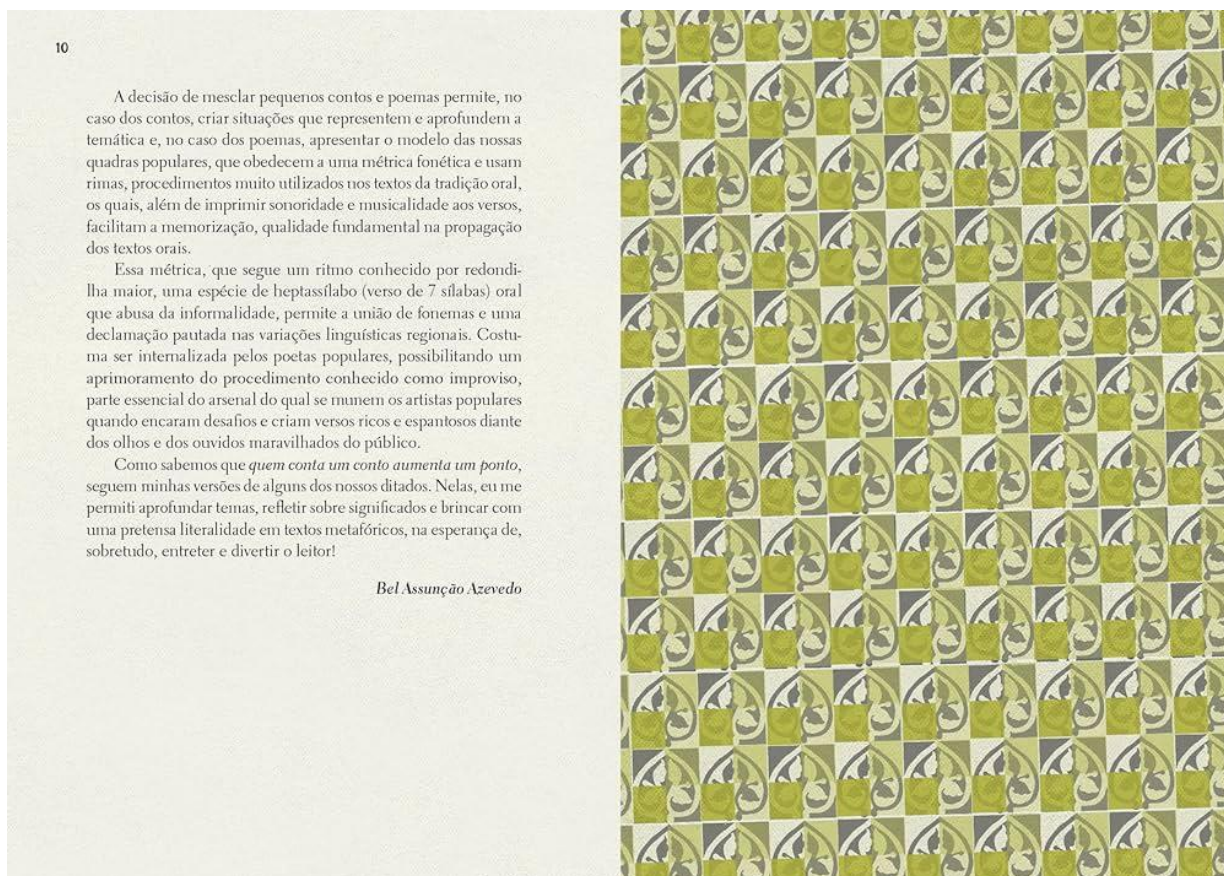 10
A decisão de mesclar pequenos contos e poemas permite, no
caso dos contos, criar situações que representem e aprofundem a
temática e, no caso dos poemas, apresentar o modelo das nossas
quadras populares, que obedecem a uma métrica fonética e usam
rimas, procedimentos muito utilizados nos textos da tradição oral,
os quais, além de imprimir sonoridade e musicalidade aos versos,
facilitam a memorização, qualidade fundamental na propagação
dos textos orais.
Essa métrica, que segue um ritmo conhecido por redondi-
lha maior, uma espécie de heptassílabo (verso de 7 sílabas) oral
que abusa da informalidade, permite a união de fonemas e uma
declamação pautada nas variações linguísticas regionais. Costu-
ma ser internalizada pelos poetas populares, possibilitando um
aprimoramento do procedimento conhecido como improviso,
parte essencial do arsenal do qual se munem os artistas populares
quando encaram desafios e criam versos ricos e espantosos diante
dos olhos e dos ouvidos maravilhados do público.
Como sabemos que quem conta um conto aumenta um ponto,
seguem minhas versões de alguns dos nossos ditados. Nelas, eu me
permiti aprofundar temas, refletir sobre significados e brincar com
uma pretensa literalidade em textos metafóricos, na esperança de,
sobretudo, entreter e divertir o leitor!
Bel Assunção Azevedo